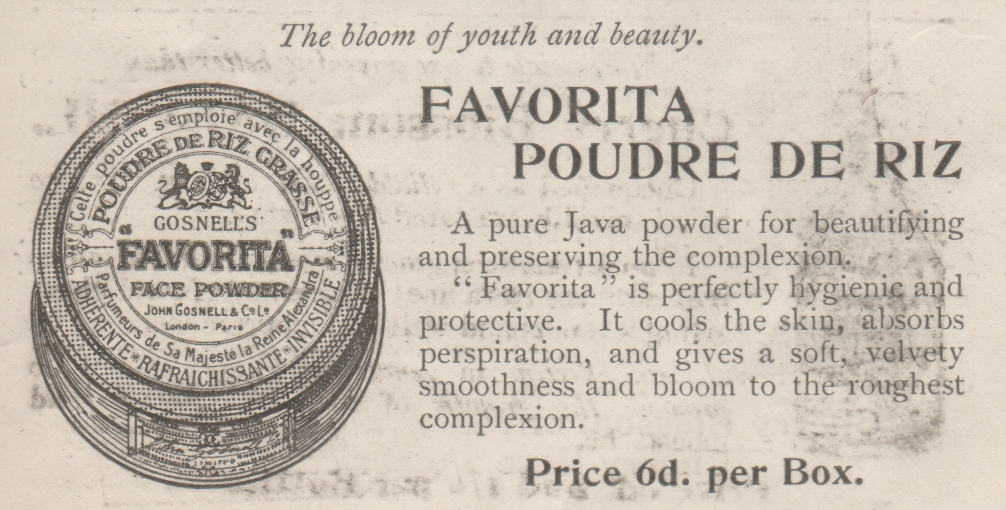 The bloom of youth and beauty.
FAVORITA
POUDRE DE RIZ
A pure Java powder for beautifying
and preserving the complexion.
“Favorita” is perfectly hygienic and
protective. It cools the skin, absorbs
perspiration, and gives a soft, velvety
smoothness and bloom to the roughest
complexion.
Price 6d. per Box.
Cette poudre s'emploie avec la houppe
POUDRE DE RIZ GRASSE
GOSNELL'S
“FAVORITA”
FACE POWDER
JOHN GOSNELL & Co Ld
London - Paris
Parfumeurs de Sa Majesté la Reine Alexandra
ADHERENTE * RAFRAICHISSANTE * INVISIBLE